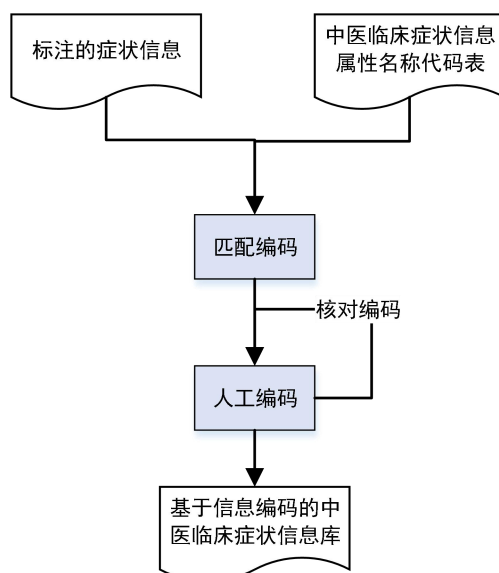 标注的症状信息
中医临床症状信息
属性名称代码表
匹配编码
核对编码
人工编码
基于信息编码的中
医临床症状信息库